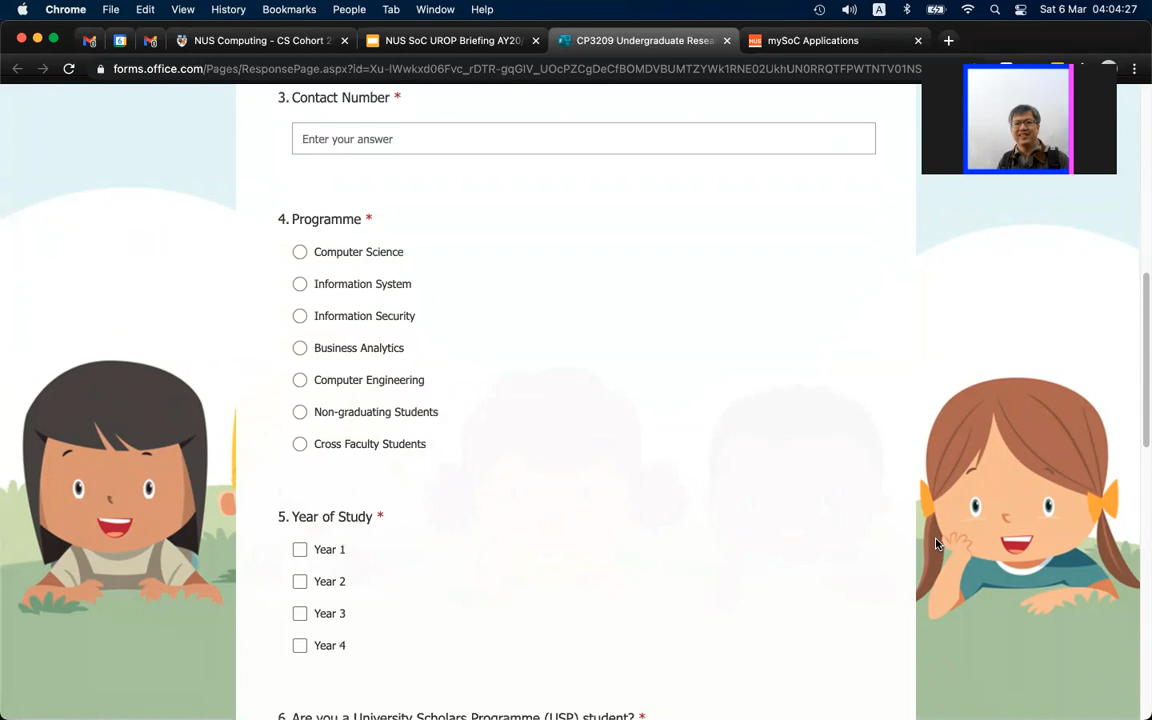 Chrome File Edit View History Bookmarks People Tab Window Help A Sat 6 Mar 04:04:27
NUS Computing - CS Cohort 2 NUS SoC UROP Briefing AY20/ CP3209 Undergraduate Resea NUS mySoC Applications
forms.office.com/Pages/ResponsePage.aspx?id=Xu-lWwkxd06Fvc_rDTR-gqGlV_UOcPZCgDeCfBOMDVBUMTZYWk1RNE02UkhUN0RRQTFPWTNTV01NS
3. Contact Number *
Enter your answer
4. Programme *
Computer Science
Information System
Information Security
Business Analytics
Computer Engineering
Non-graduating Students
Cross Faculty Students
5. Year of Study *
Year 1
Year 2
Year 3
Year 4
6. Are you a University Scholars Programme (USP) student? *